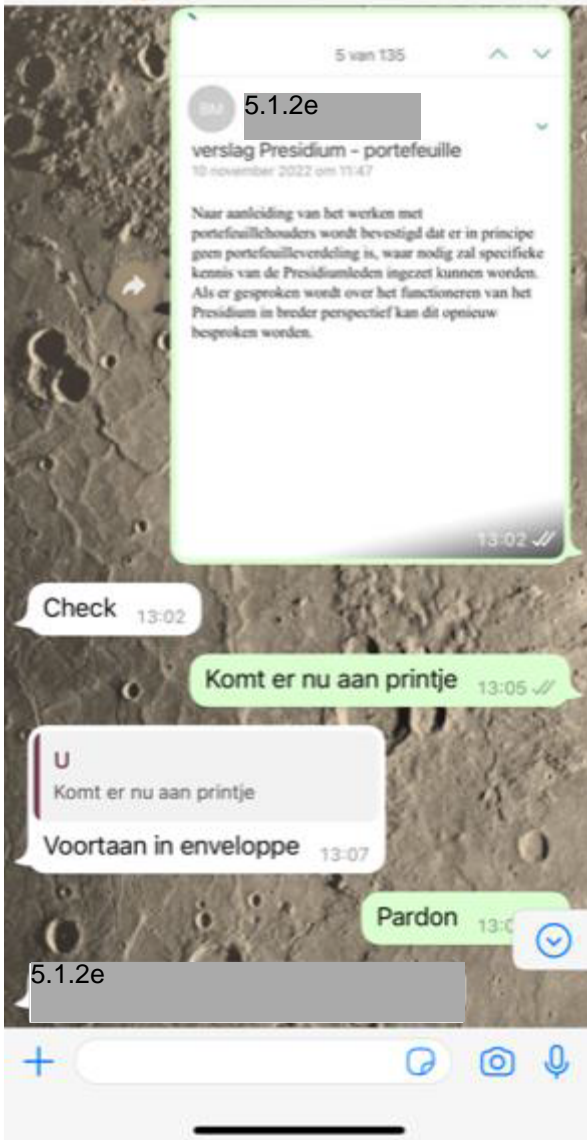 5 van 135
BM
5.1.2e
verslag Presidium - portefeuille
10 november 2022 om 11:47
Naar aanleiding van het werken met
portefeuillehouders wordt bevestigd dat er in principe
geen portefeuilleverdeling is, waar nodig zal specifieke
kennis van de Presidiumleden ingezet kunnen worden.
Als er gesproken wordt over het functioneren van het
Presidium in breder perspectief kan dit opnieuw
besproken worden.
13:02
Check 13:02
Komt er nu aan printje 13:05
U
Komt er nu aan printje
Voortaan in enveloppe 13:07
Pardon
5.1.2e